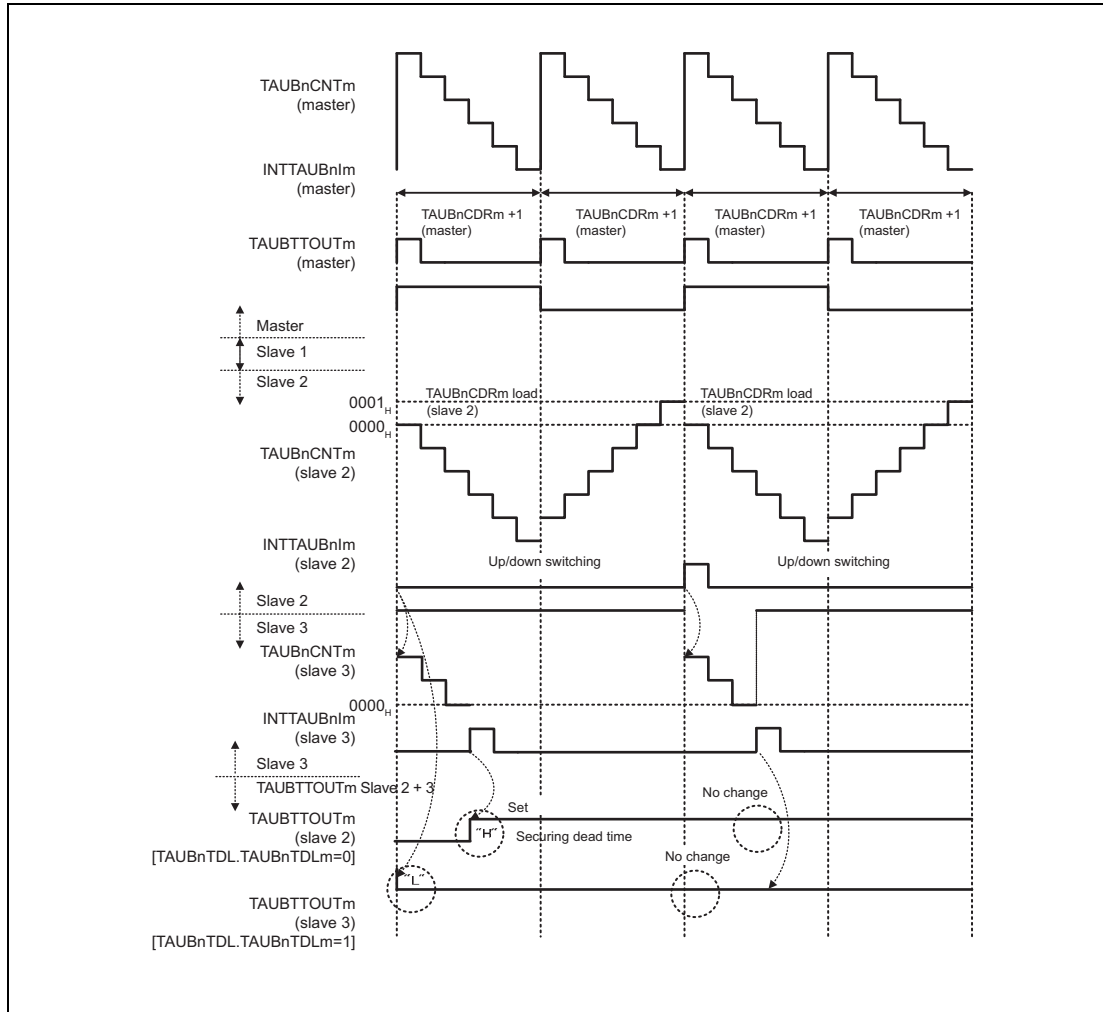 TAUBnCNTm
(master)
INTTAUBnIm
(master)
TAUBnCDRm +1
(master)
TAUBnCDRm +1
(master)
TAUBnCDRm +1
(master)
TAUBnCDRm +1
(master)
TAUBTTOUTm
(master)
Master
Slave 1
Slave 2
TAUBnCDRm load
(slave 2)
TAUBnCDRm load
(slave 2)
0001H
0000H
TAUBnCNTm
(slave 2)
INTTAUBnIm
(slave 2)
Up/down switching
Up/down switching
Slave 2
Slave 3
TAUBnCNTm
(slave 3)
0000H
INTTAUBnIm
(slave 3)
Slave 3
TAUBTTOUTm Slave 2 + 3
No change
Set
TAUBTTOUTm
(slave 2)
[TAUBnTDL.TAUBnTDLm=0]
"H"
Securing dead time
No change
"L"
TAUBTTOUTm
(slave 3)
[TAUBnTDL.TAUBnTDLm=1]